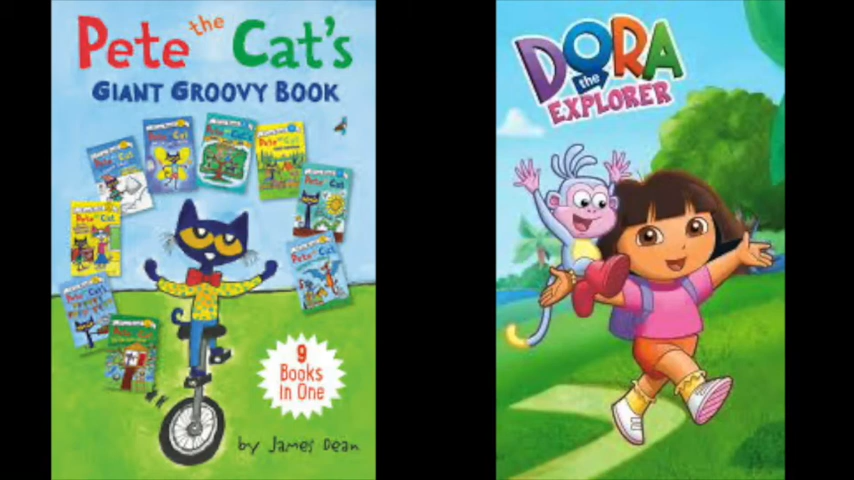 Pete the Cat's
GIANT GROOVY BOOK
9
Books
in One
by James Dean
DORA
the
EXPLORER